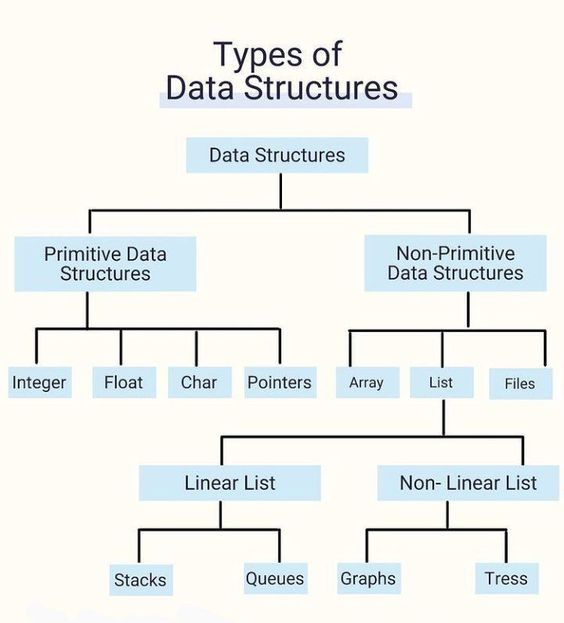 Types of
Data Structures
Data Structures
Primitive Data
Structures
Non-Primitive
Data Structures
Integer
Float
Char
Pointers
Array
List
Files
Linear List
Non- Linear List
Stacks
Queues
Graphs
Tress